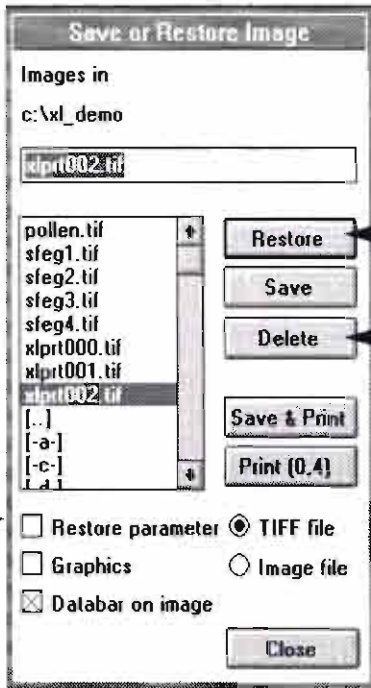 Save or Restore Image
Images in
c:\xl_demo
xlprt002.tif
pollen.tif
sfeg1.tif
sfeg2.tif
sfeg3.tif
sfeg4.tif
xlprt000.tif
xlprt001.tif
xlprt002.tif
[..]
[-a-]
[-c-]
[-d-]
Restore
Save
Delete
Save & Print
Print (0,4)
Restore parameter
TIFF file
Graphics
Image file
Databar on image
Close